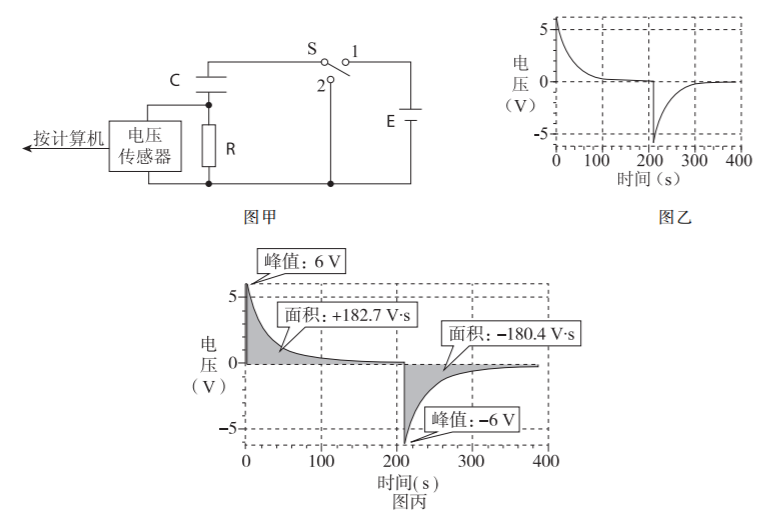 S
1
C
2
按计算机
电压
传感器
R
E
图甲
5
0
-5
电
压
(V)
0
100
200
300
400
时间(s)
图乙
峰值：6 V
面积：+182.7 V·s
面积：-180.4 V·s
峰值：-6 V
5
0
-5
电
压
(V)
0
100
200
300
400
时间(s)
图丙